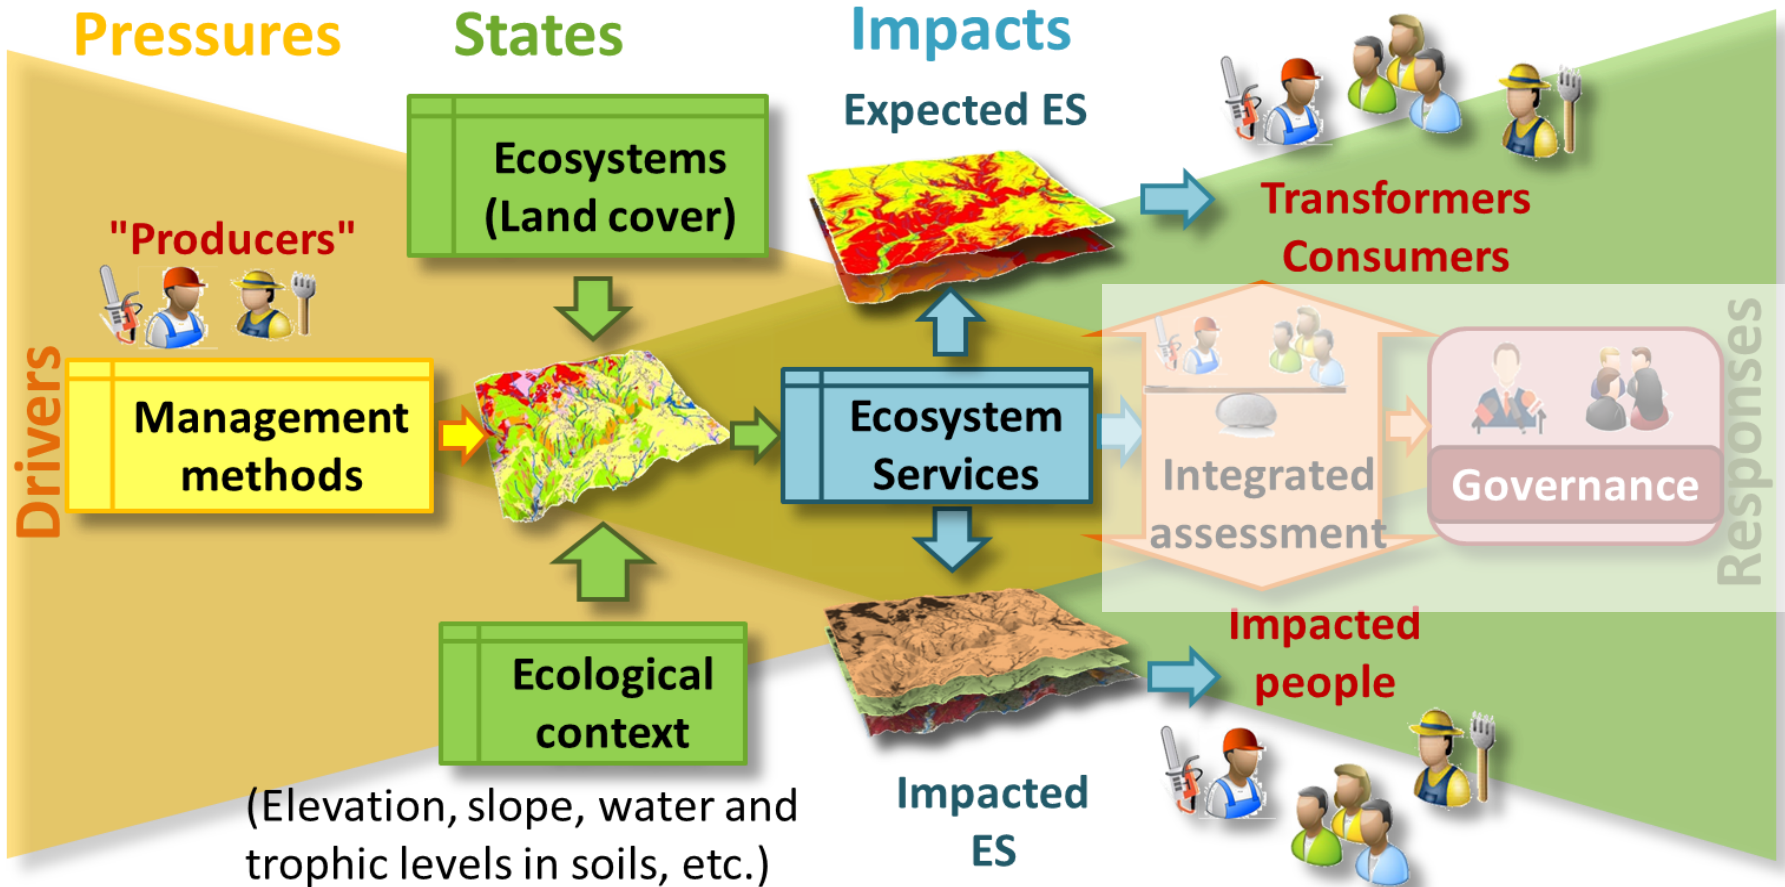 Pressures
States
Impacts
Expected ES
Ecosystems
(Land cover)
"Producers"
Transformers
Consumers
Drivers
Management
methods
Ecosystem
Services
Integrated
assessment
Governance
Responses
Ecological
context
Impacted
people
(Elevation, slope, water and
trophic levels in soils, etc.)
Impacted
ES